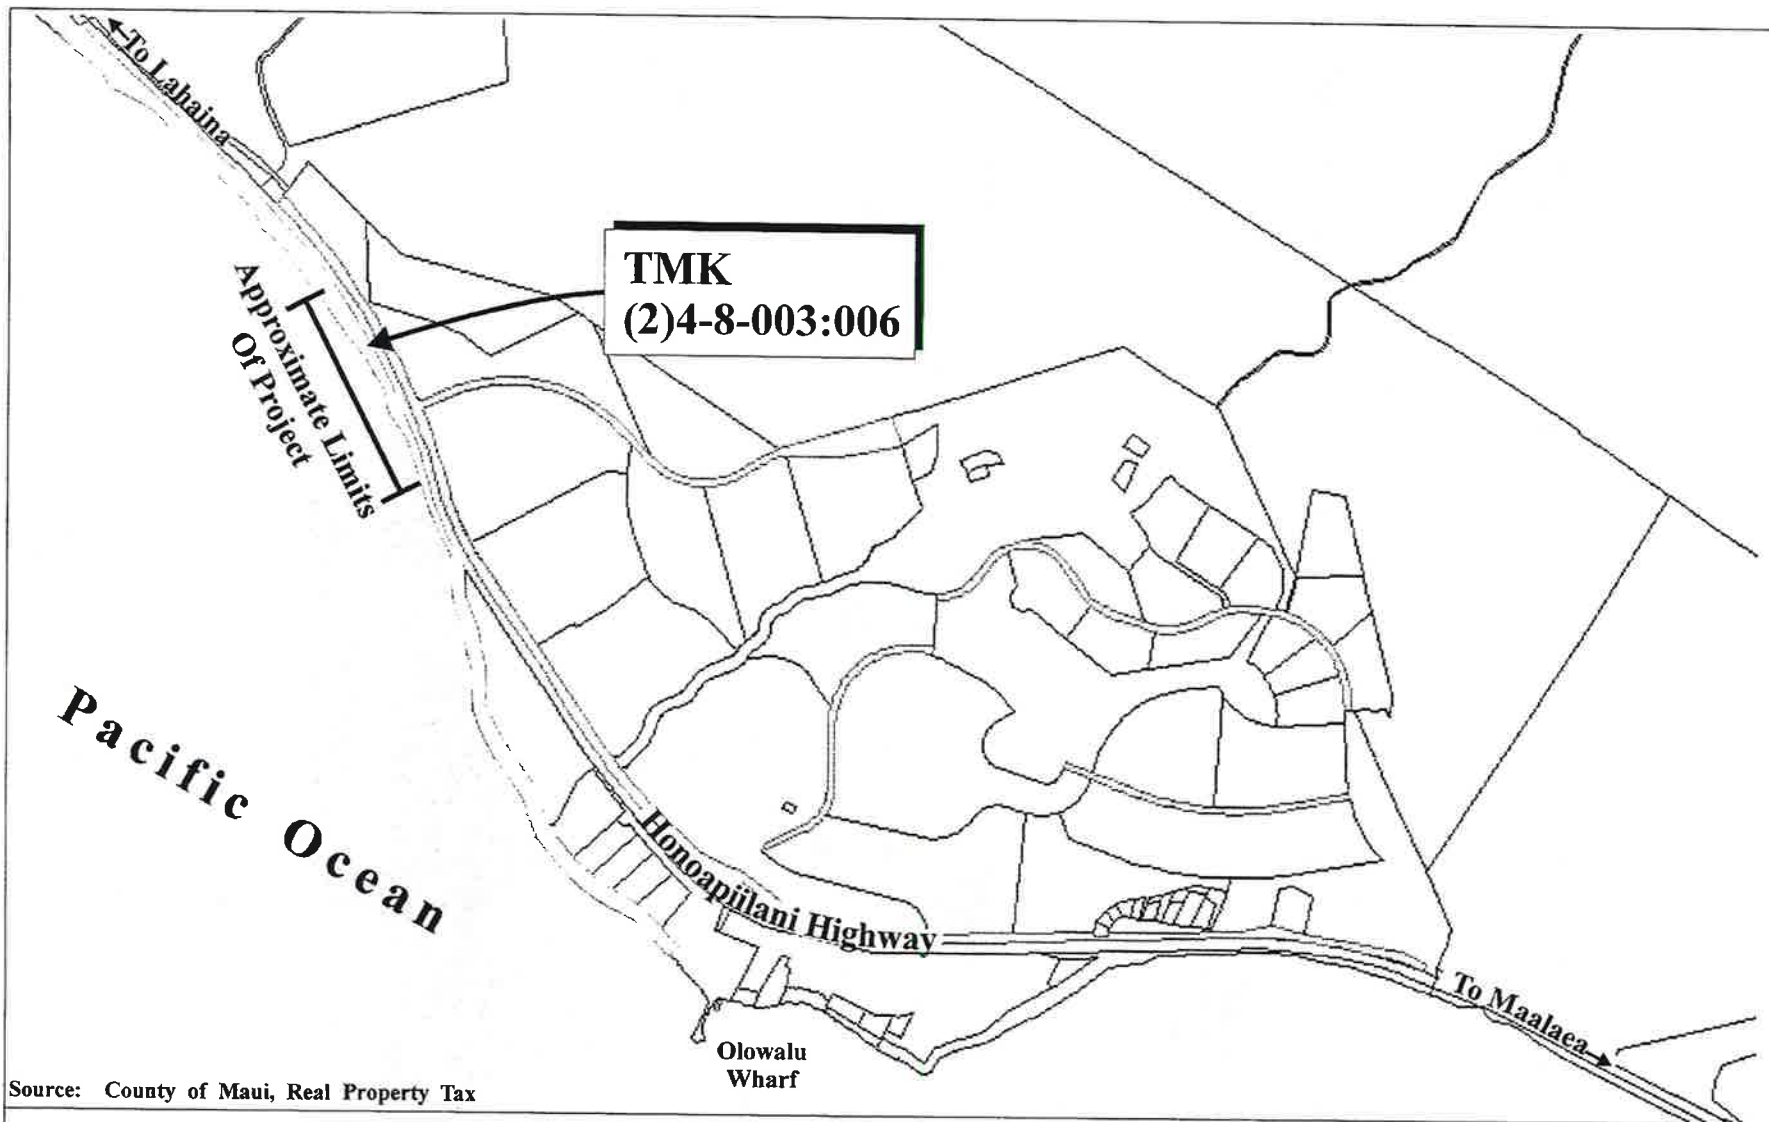 To Lahaina
TMK
(2)4-8-003:006
Approximate Limits
Of Project
Pacific Ocean
Honoapiilani Highway
To Maalaea
Olowalu
Wharf
Source: County of Maui, Real Property Tax